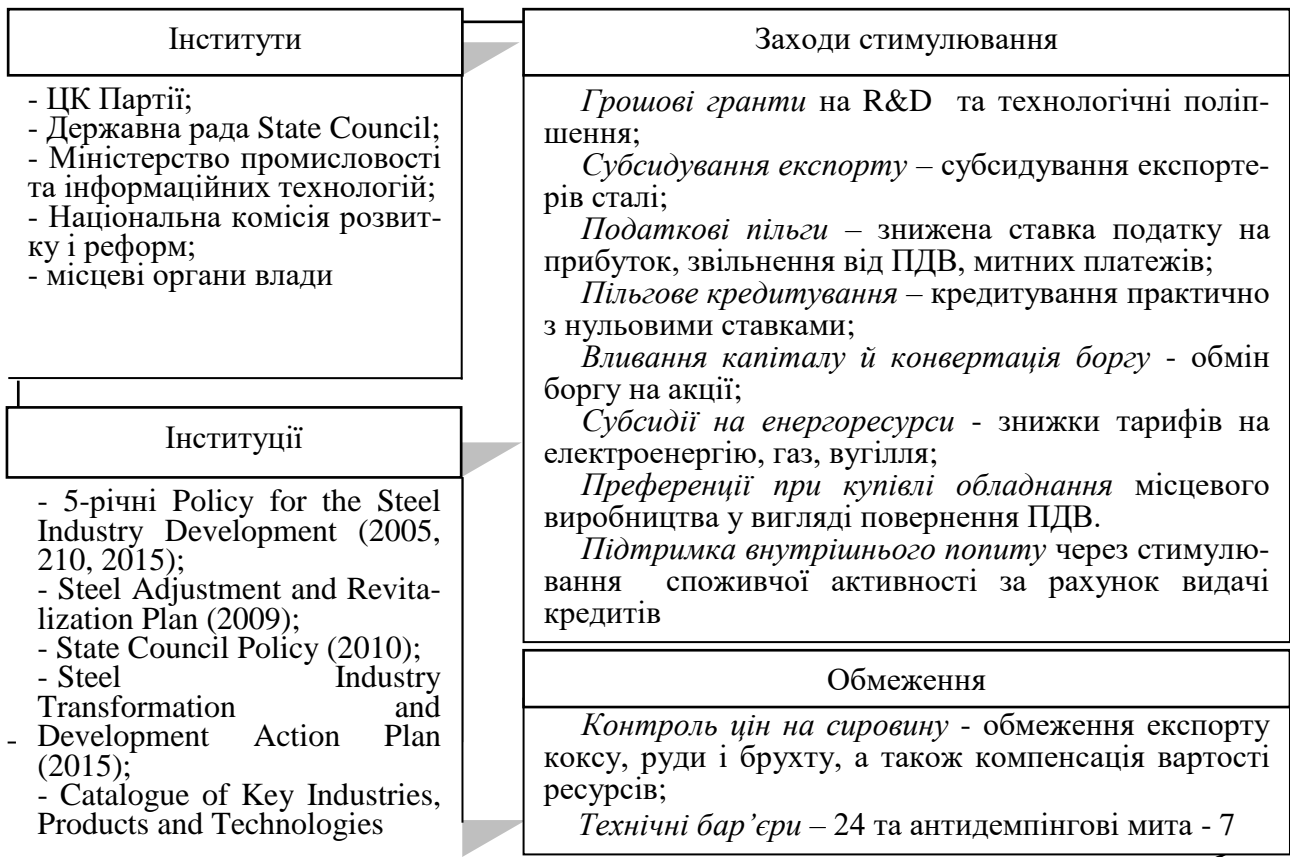 Інститути
- ЦК Партії;
- Державна рада State Council;
- Міністерство промисловості
та інформаційних технологій;
- Національна комісія розвит-
ку і реформ;
- місцеві органи влади
Інституції
- 5-річні Policy for the Steel
Industry Development (2005,
210, 2015);
- Steel Adjustment and Revita-
lization Plan (2009);
- State Council Policy (2010);
- Steel Industry
Transformation and
- Development Action Plan
(2015);
- Catalogue of Key Industries,
Products and Technologies
Заходи стимулювання
Грошові гранти на R&D та технологічні поліп-
шення;
Субсидування експорту – субсидування експорте-
рів сталі;
Податкові пільги – знижена ставка податку на
прибуток, звільнення від ПДВ, митних платежів;
Пільгове кредитування – кредитування практично
з нульовими ставками;
Вливання капіталу й конвертація боргу - обмін
боргу на акції;
Субсидії на енергоресурси - знижки тарифів на
електроенергію, газ, вугілля;
Преференції при купівлі обладнання місцевого
виробництва у вигляді повернення ПДВ.
Підтримка внутрішнього попиту через стимулю-
вання споживчої активності за рахунок видачі
кредитів
Обмеження
Контроль цін на сировину - обмеження експорту
коксу, руди і брухту, а також компенсація вартості
ресурсів;
Технічні бар’єри – 24 та антидемпінгові мита - 7